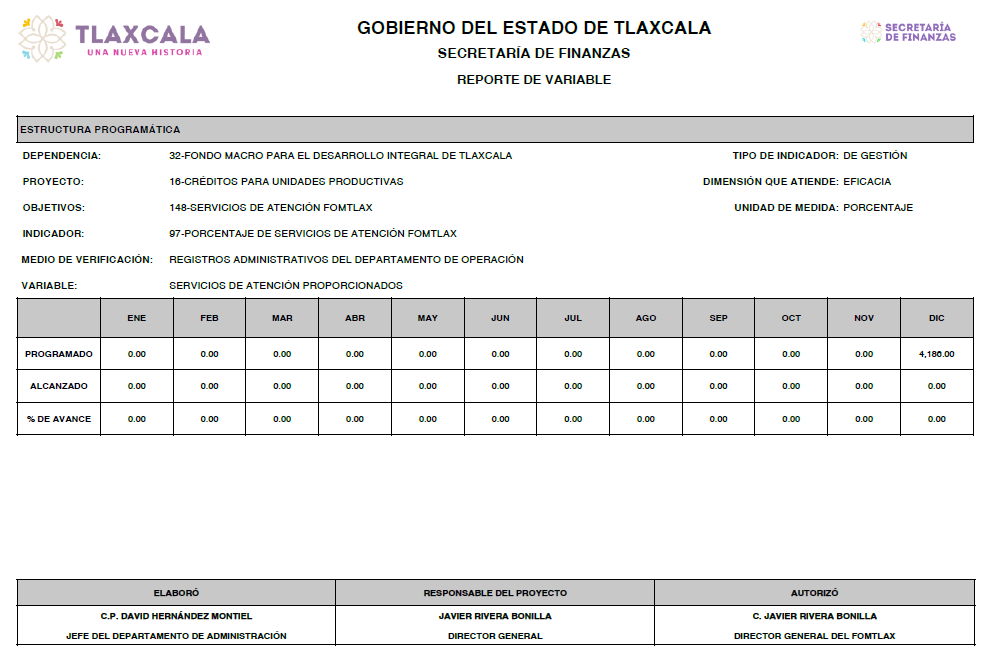 TLAXCALA
UNA NUEVA HISTORIA
GOBIERNO DEL ESTADO DE TLAXCALA
SECRETARÍA DE FINANZAS
REPORTE DE VARIABLE
SECRETARÍA
DE FINANZAS
ESTRUCTURA PROGRAMÁTICA
DEPENDENCIA: 32-FONDO MACRO PARA EL DESARROLLO INTEGRAL DE TLAXCALA TIPO DE INDICADOR: DE GESTIÓN
PROYECTO: 16-CRÉDITOS PARA UNIDADES PRODUCTIVAS DIMENSIÓN QUE ATIENDE: EFICACIA
OBJETIVOS: 148-SERVICIOS DE ATENCIÓN FOMTLAX UNIDAD DE MEDIDA: PORCENTAJE
INDICADOR: 97-PORCENTAJE DE SERVICIOS DE ATENCIÓN FOMTLAX
MEDIO DE VERIFICACIÓN: REGISTROS ADMINISTRATIVOS DEL DEPARTAMENTO DE OPERACIÓN
VARIABLE: SERVICIOS DE ATENCIÓN PROPORCIONADOS
ENE FEB MAR ABR MAY JUN JUL AGO SEP OCT NOV DIC
PROGRAMADO 0.00 0.00 0.00 0.00 0.00 0.00 0.00 0.00 0.00 0.00 0.00 4,186.00
ALCANZADO 0.00 0.00 0.00 0.00 0.00 0.00 0.00 0.00 0.00 0.00 0.00 0.00
% DE AVANCE 0.00 0.00 0.00 0.00 0.00 0.00 0.00 0.00 0.00 0.00 0.00 0.00
ELABORÓ RESPONSABLE DEL PROYECTO AUTORIZÓ
C.P. DAVID HERNÁNDEZ MONTIEL JAVIER RIVERA BONILLA C. JAVIER RIVERA BONILLA
JEFE DEL DEPARTAMENTO DE ADMINISTRACIÓN DIRECTOR GENERAL DIRECTOR GENERAL DEL FOMTLAX